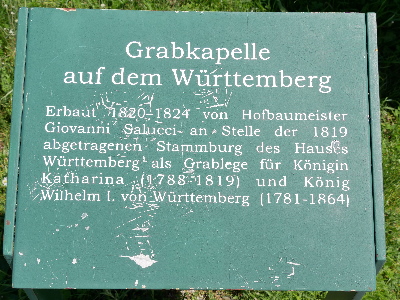 Grabkapelle
auf dem Württemberg
Erbaut 1820-1824 von Hofbaumeister
Giovanni Salucci an Stelle der 1819
abgetragenen Stammburg des Hauses
Württemberg als Grablege für Königin
Katharina (1788-1819) und König
Wilhelm I. von Württemberg (1781-1864)